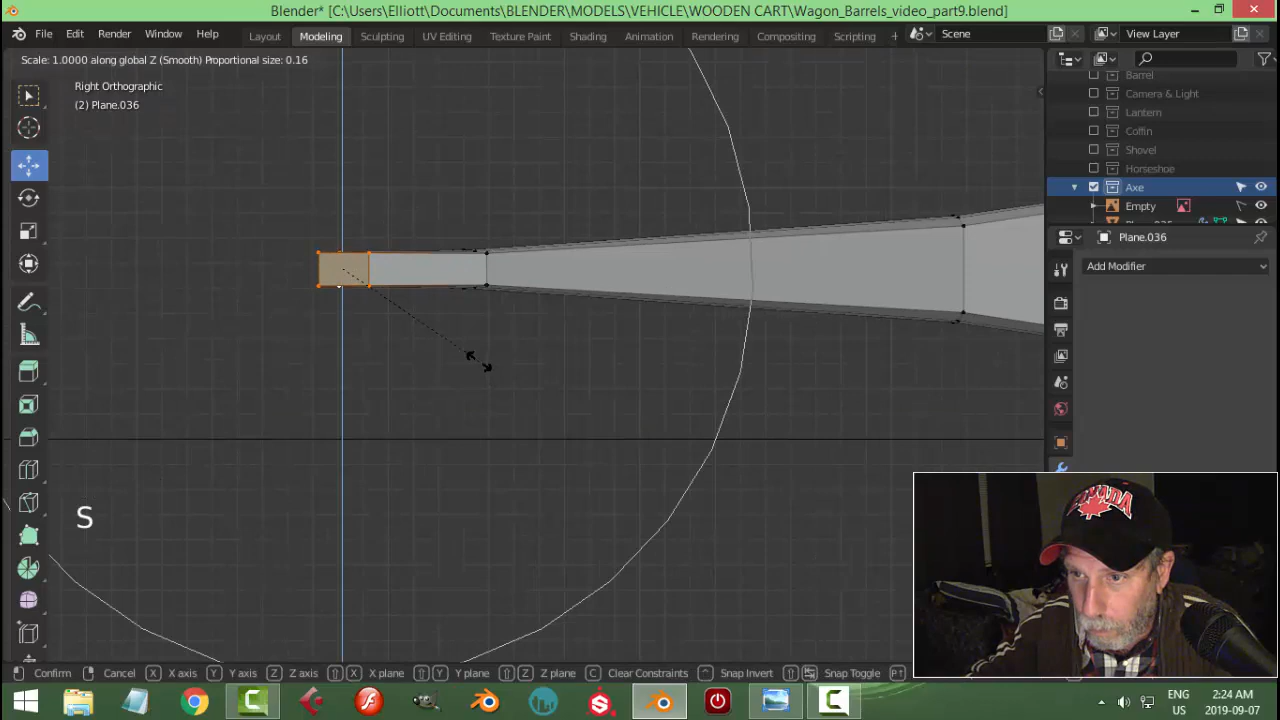 Blender* [C:\Users\Elliott\Documents\BLENDER\MODELS\VEHICLE\WOODEN CART\Wagon_Barrels_video_part9.blend]
File Edit Render Window Help Layout Modeling Sculpting UV Editing Texture Paint Shading Animation Rendering Compositing Scripting + Scene View Layer
Scale: 1.0000 along global Z (Smooth) Proportional size: 0.16
Right Orthographic
(2) Plane.036
Barrel
Camera & Light
Lantern
Coffin
Shovel
Horseshoe
Axe
Empty
Plane.036
Add Modifier
CANADA
S
Confirm Cancel X X axis Y Y axis Z Z axis X X plane Y Y plane Z Z plane C Clear Constraints Snap Invert Snap Toggle
ENG
US
2:24 AM
2019-09-07